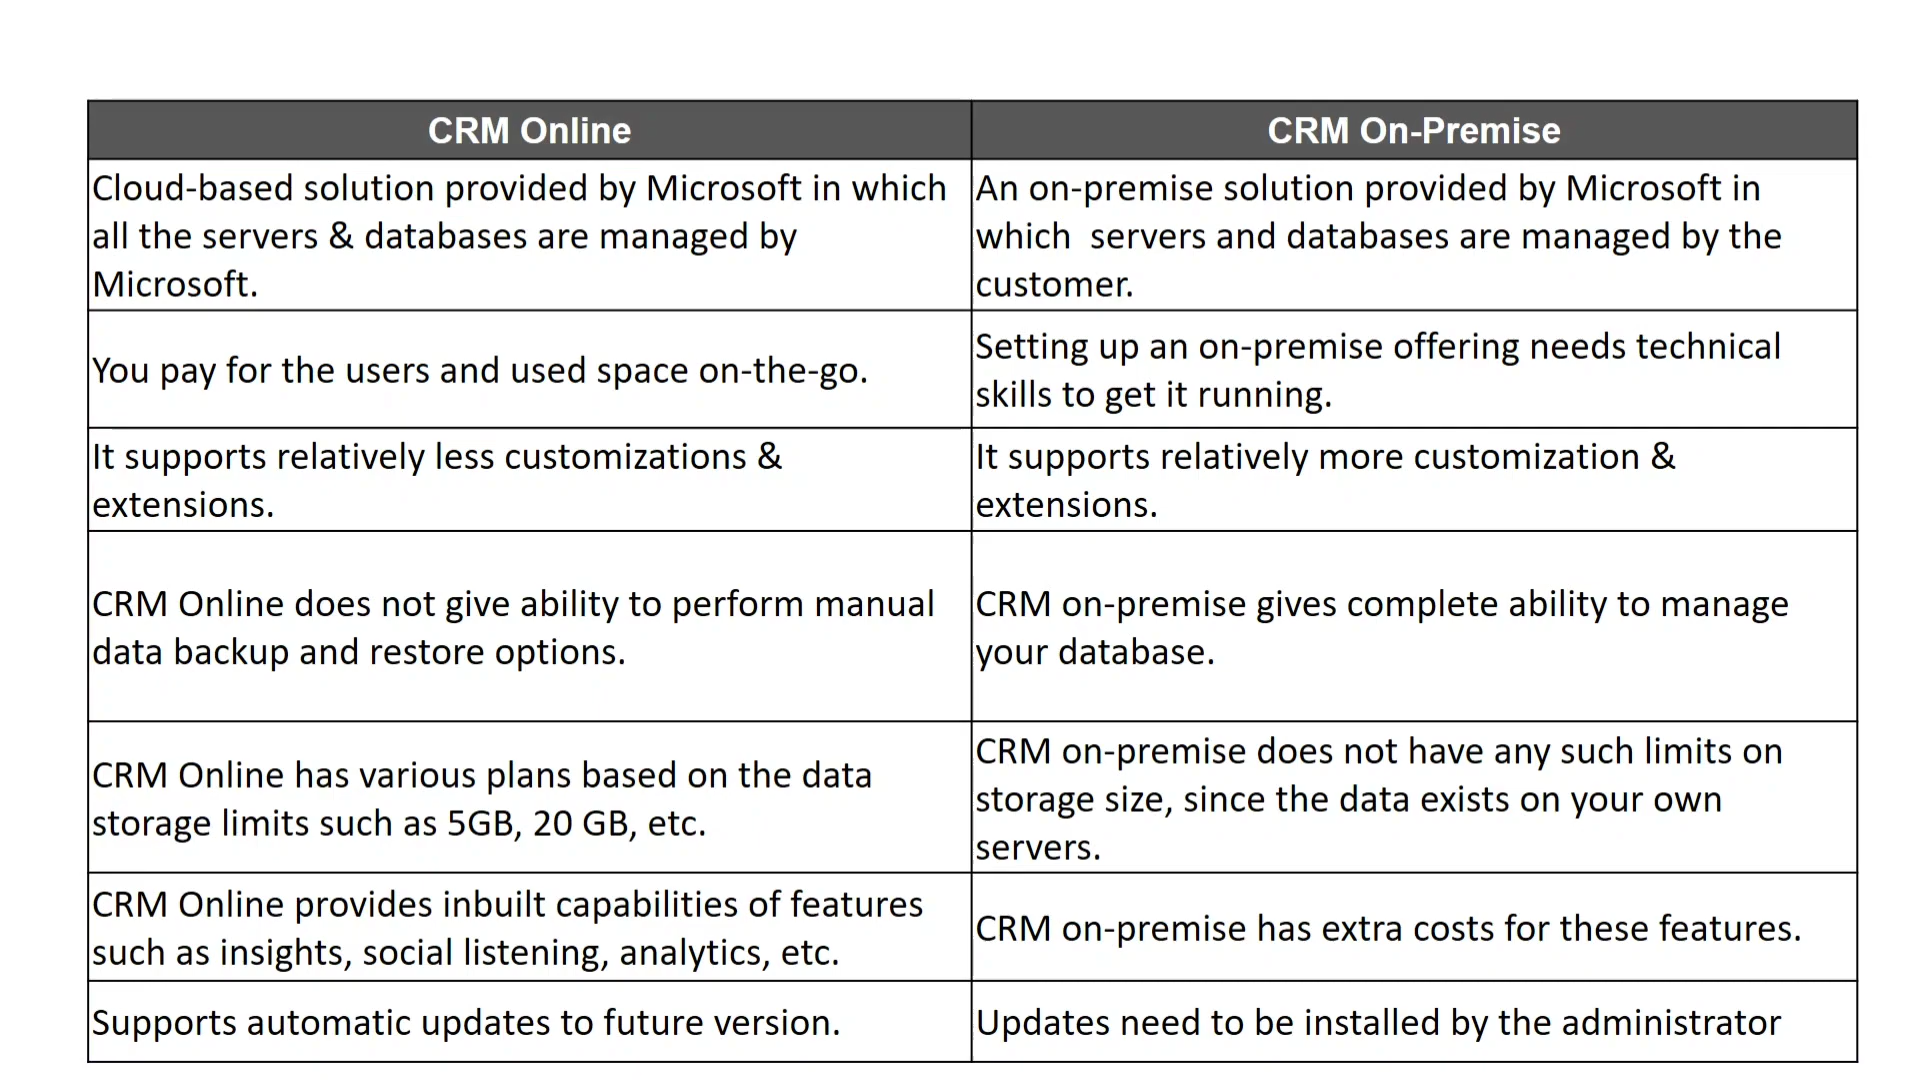 CRM Online
CRM On-Premise
Cloud-based solution provided by Microsoft in which
all the servers & databases are managed by
Microsoft.
An on-premise solution provided by Microsoft in
which  servers and databases are managed by the
customer.
You pay for the users and used space on-the-go.
Setting up an on-premise offering needs technical
skills to get it running.
It supports relatively less customizations &
extensions.
It supports relatively more customization &
extensions.
CRM Online does not give ability to perform manual
data backup and restore options.
CRM on-premise gives complete ability to manage
your database.
CRM Online has various plans based on the data
storage limits such as 5GB, 20 GB, etc.
CRM on-premise does not have any such limits on
storage size, since the data exists on your own
servers.
CRM Online provides inbuilt capabilities of features
such as insights, social listening, analytics, etc.
CRM on-premise has extra costs for these features.
Supports automatic updates to future version.
Updates need to be installed by the administrator